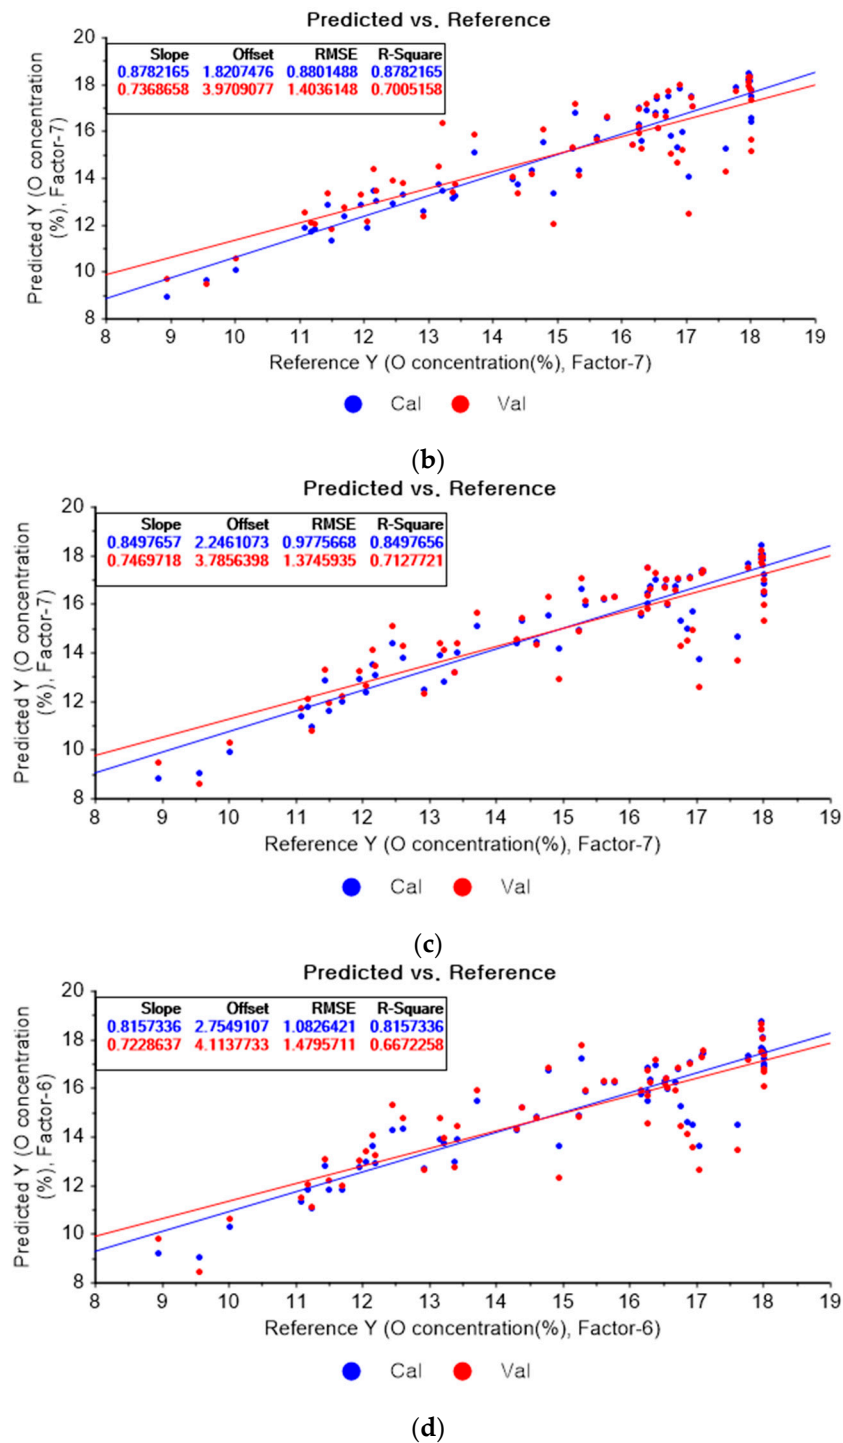 Predicted vs. Reference
Slope Offset RMSE R-Square
0.8782165 1.8207476 0.8801488 0.8782165
0.7368658 3.9709077 1.4036148 0.7005158
Predicted Y (O concentration
(%), Factor-7)
20
18
16
14
12
10
8
8 9 10 11 12 13 14 15 16 17 18 19
Reference Y (O concentration(%), Factor-7)
Cal Val
(b)
Predicted vs. Reference
Slope Offset RMSE R-Square
0.8497657 2.2461073 0.9775668 0.8497656
0.7469718 3.7856398 1.3745935 0.7127721
Predicted Y (O concentration
(%), Factor-7)
20
18
16
14
12
10
8
8 9 10 11 12 13 14 15 16 17 18 19
Reference Y (O concentration(%), Factor-7)
Cal Val
(c)
Predicted vs. Reference
Slope Offset RMSE R-Square
0.8157336 2.7549107 1.0826421 0.8157336
0.7228637 4.1137733 1.4795711 0.6672258
Predicted Y (O concentration
(%), Factor-6)
20
18
16
14
12
10
8
8 9 10 11 12 13 14 15 16 17 18 19
Reference Y (O concentration(%), Factor-6)
Cal Val
(d)